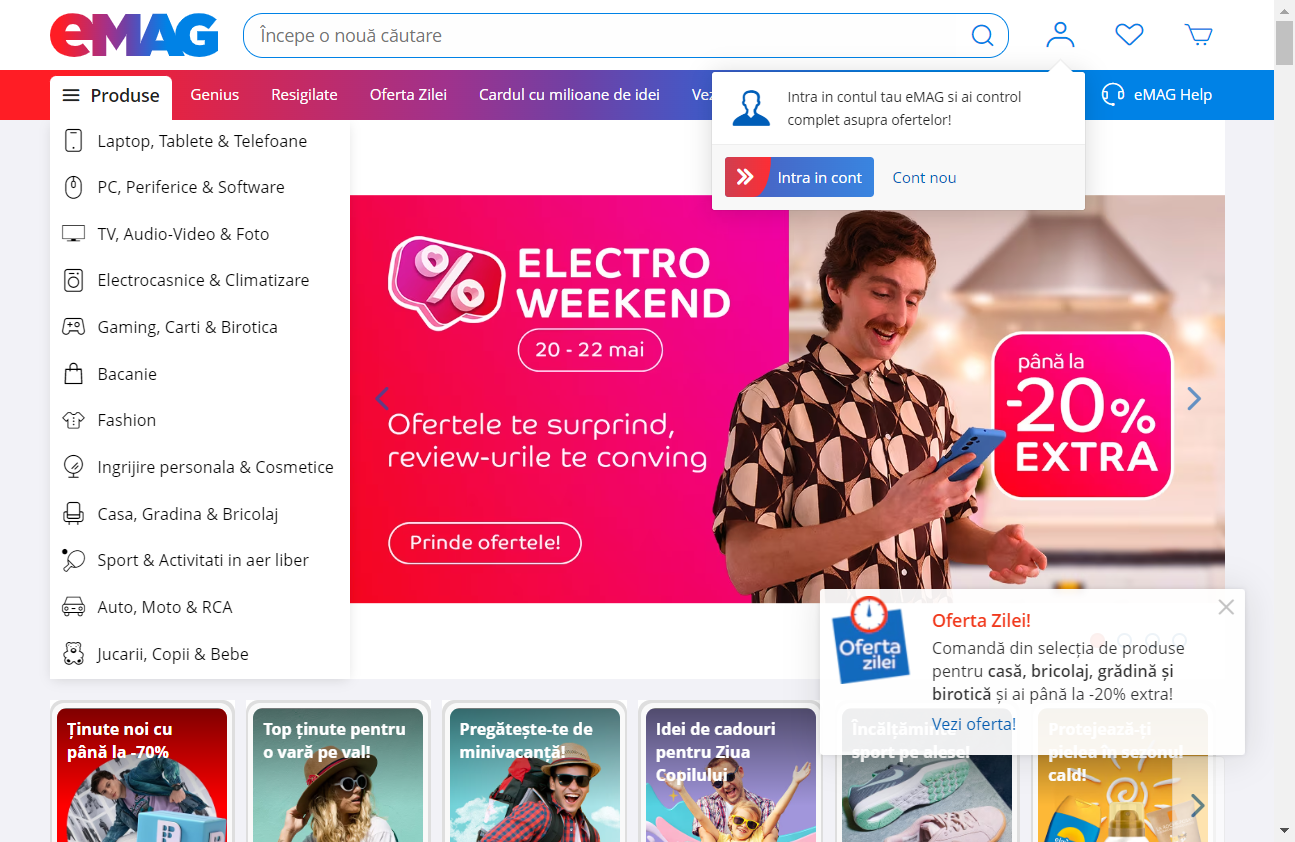 eMAG
Începe o nouă căutare
Produse
Genius
Resigilate
Oferta Zilei
Cardul cu milioane de idei
eMAG Help
Intra in contul tau eMAG si ai control
complet asupra ofertelor!
Intra in cont
Cont nou
Laptop, Tablete & Telefoane
PC, Periferice & Software
TV, Audio-Video & Foto
Electrocasnice & Climatizare
Gaming, Carti & Birotica
Bacanie
Fashion
Ingrijire personala & Cosmetice
Casa, Gradina & Bricolaj
Sport & Activitati in aer liber
Auto, Moto & RCA
Jucarii, Copii & Bebe
%
ELECTRO
WEEKEND
20 - 22 mai
Ofertele te surprind,
review-urile te conving
Prinde ofertele!
până la
-20%
EXTRA
Oferta
zilei
Oferta Zilei!
Comandă din selecția de produse
pentru casă, bricolaj, grădină și
birotică și ai până la -20% extra!
Vezi oferta!
Ținute noi cu
până la -70%
Top ținute pentru
o vară pe val!
Pregătește-te de
minivacanță!
Idei de cadouri
pentru Ziua
Copilului
Încălțăminte
sport pe alese!
Protejează-ți
pielea în sezonul
cald!